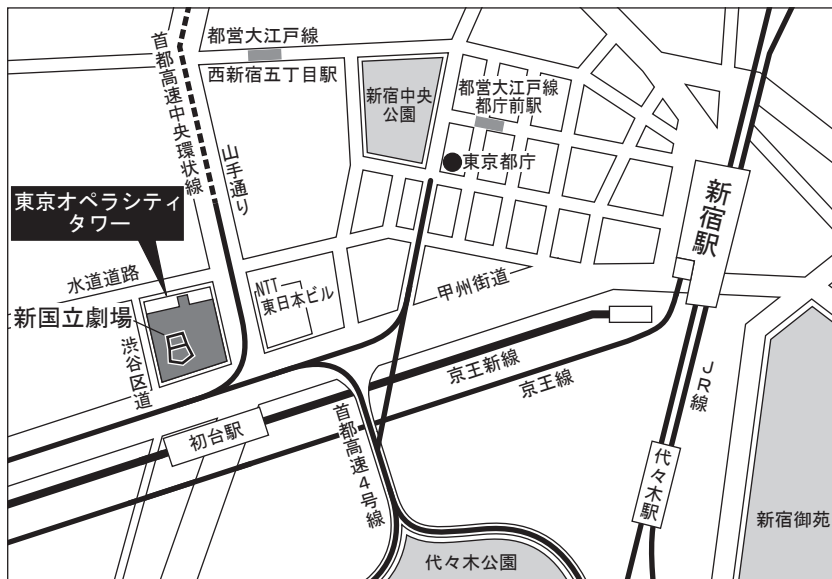 都営大江戸線
西新宿五丁目駅
首都高速中央環状線
山手通り
新宿中央
公園
都営大江戸線
都庁前駅
東京都庁
新宿駅
東京オペラシティ
タワー
水道道路
新国立劇場
渋谷区道
NTT
東日本ビル
甲州街道
京王新線
京王線
JR線
初台駅
首都高速4号線
代々木駅
新宿御苑
代々木公園